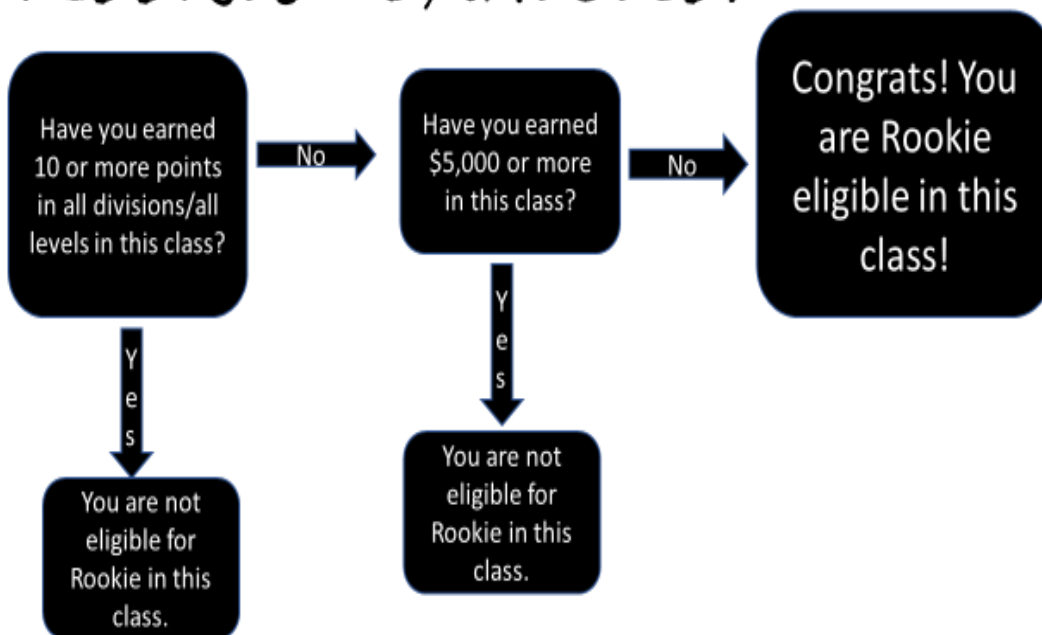 Have you earned
10 or more points
in all divisions/all
levels in this class?
No
Have you earned
$5,000 or more
in this class?
No
Congrats! You
are Rookie
eligible in this
class!
Yes
Yes
You are not
eligible for
Rookie in this
class.
You are not
eligible for
Rookie in this
class.